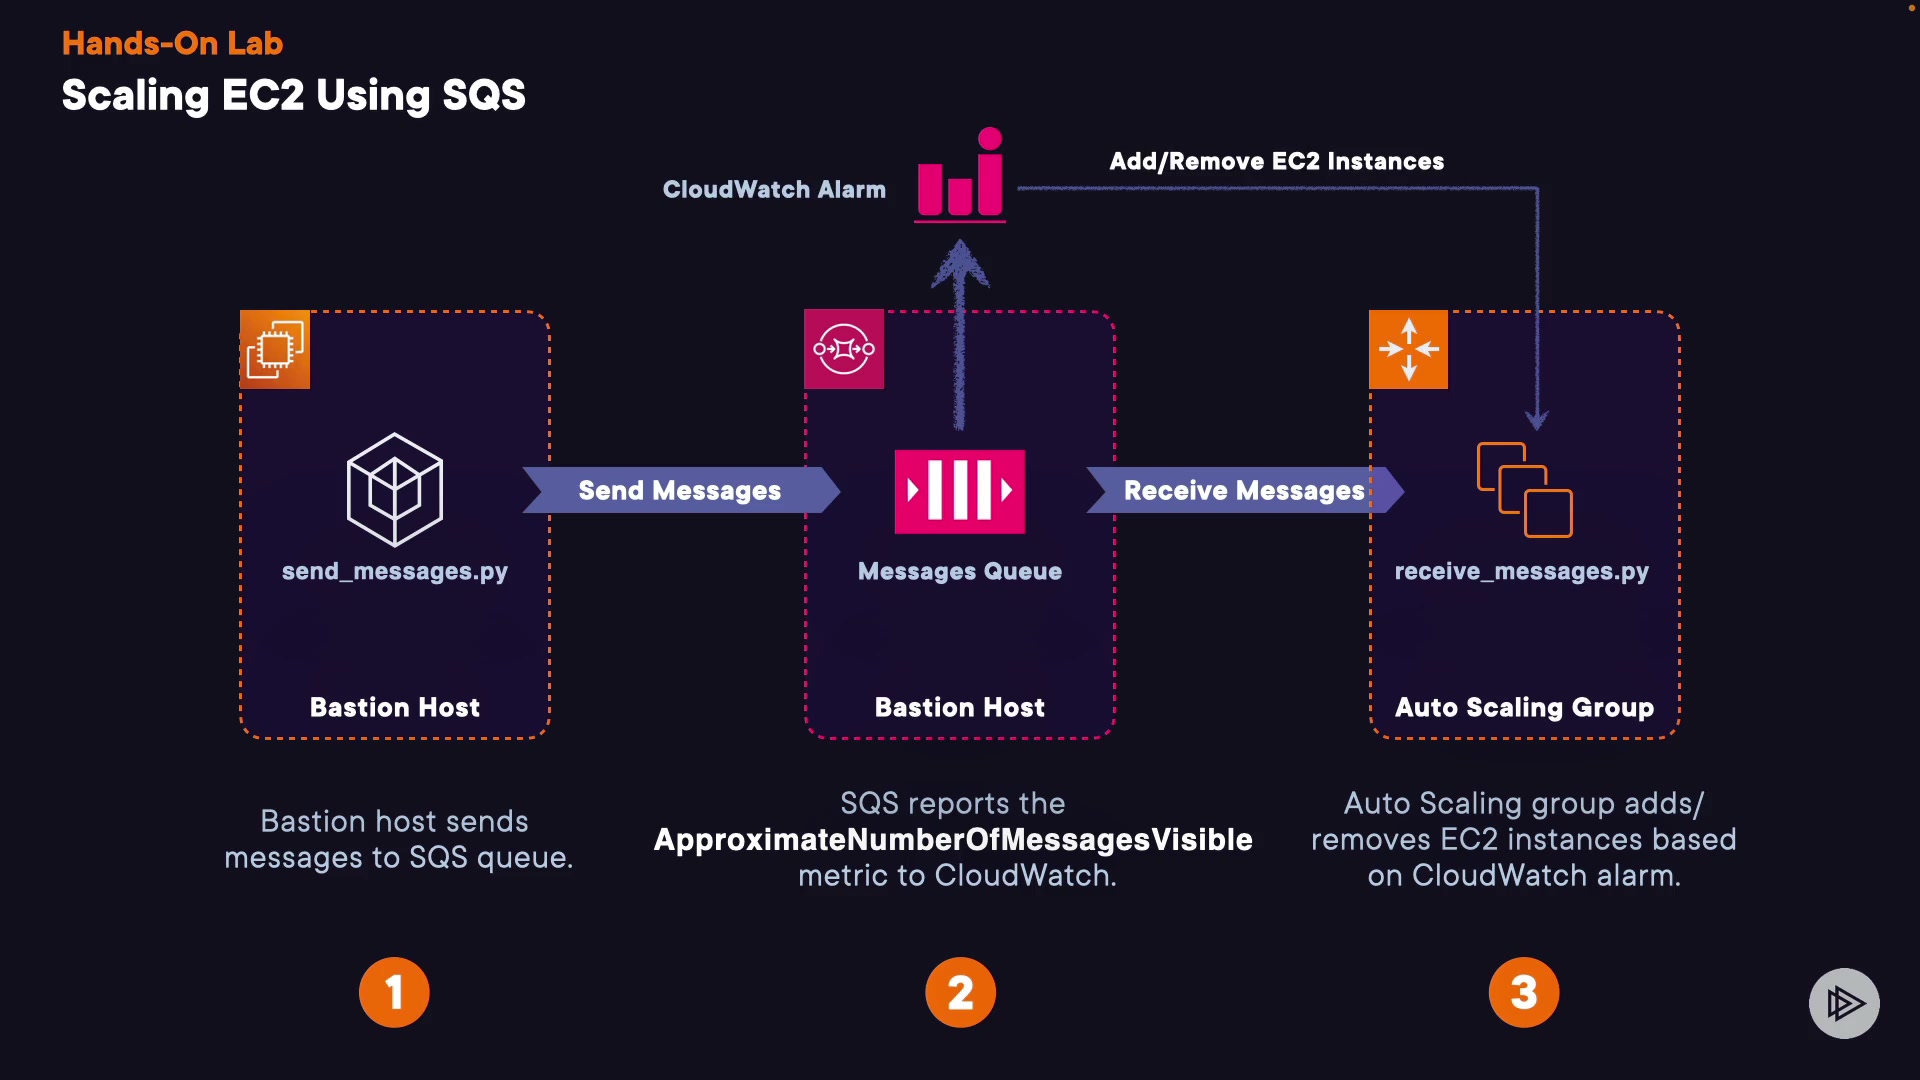 Hands-On Lab
Scaling EC2 Using SQS
CloudWatch Alarm
Add/Remove EC2 Instances
Send Messages
Receive Messages
send_messages.py
Messages Queue
receive_messages.py
Bastion Host
Bastion Host
Auto Scaling Group
Bastion host sends
messages to SQS queue.
SQS reports the
ApproximateNumberOfMessagesVisible
metric to CloudWatch.
Auto Scaling group adds/
removes EC2 instances based
on CloudWatch alarm.
1
2
3